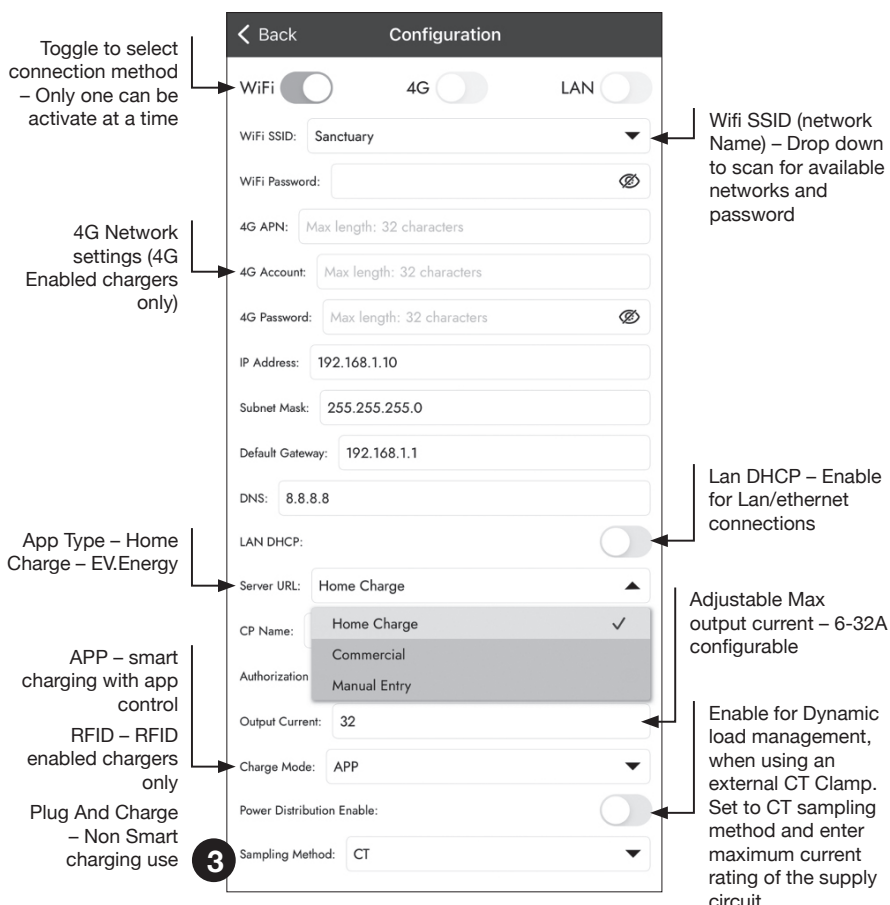 Back
Configuration
Toggle to select
connection method
– Only one can be
activate at a time
WiFi
4G
LAN
WiFi SSID: Sanctuary
Wifi SSID (network
Name) – Drop down
to scan for available
networks and
password
WiFi Password:
4G APN: Max length: 32 characters
4G Network
settings (4G
Enabled chargers
only)
4G Account: Max length: 32 characters
4G Password: Max length: 32 characters
IP Address: 192.168.1.10
Subnet Mask: 255.255.255.0
Default Gateway: 192.168.1.1
DNS: 8.8.8.8
Lan DHCP – Enable
for Lan/ethernet
connections
LAN DHCP:
App Type – Home
Charge – EV.Energy
Server URL: Home Charge
CP Name:
Home Charge
Commercial
Manual Entry
Authorization
Adjustable Max
output current – 6-32A
configurable
Output Current: 32
APP – smart
charging with app
control
RFID – RFID
enabled chargers
only
Plug And Charge
– Non Smart
charging use
Charge Mode: APP
Power Distribution Enable:
Enable for Dynamic
load management,
when using an
external CT Clamp.
Set to CT sampling
method and enter
maximum current
rating of the supply
circuit
3
Sampling Method: CT